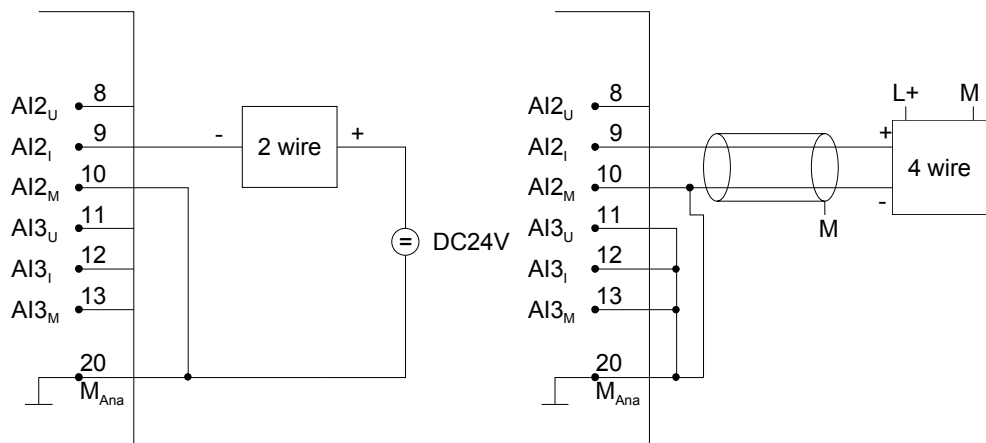 8
AI2U
9
AI2I
- 2 wire +
10
AI2M
11
AI3U
DC24V
12
AI3I
13
AI3M
20
MAna
8
AI2U
L+ M
9
AI2I
+
4 wire
10
AI2M
-
M
11
AI3U
12
AI3I
13
AI3M
20
MAna